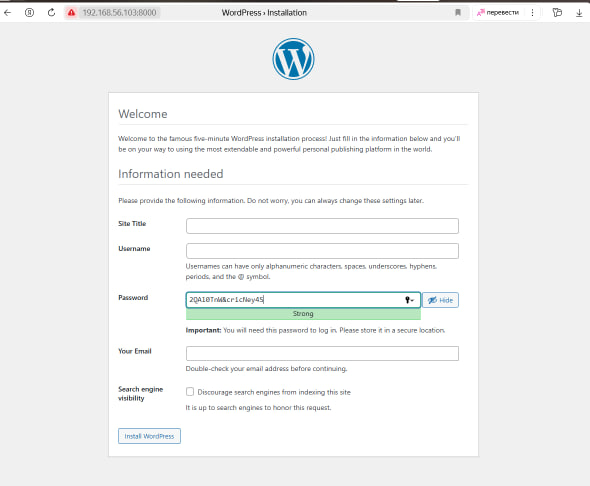 192.168.56.103:8000
WordPress › Installation
перевести
Welcome
Welcome to the famous five-minute WordPress installation process! Just fill in the information below and you'll
be on your way to using the most extendable and powerful personal publishing platform in the world.
Information needed
Please provide the following information. Do not worry, you can always change these settings later.
Site Title
Username
Usernames can have only alphanumeric characters, spaces, underscores, hyphens,
periods, and the @ symbol.
Password
Hide
Strong
Important: You will need this password to log in. Please store it in a secure location.
Your Email
Double-check your email address before continuing.
Search engine
visibility
Discourage search engines from indexing this site
It is up to search engines to honor this request.
Install WordPress